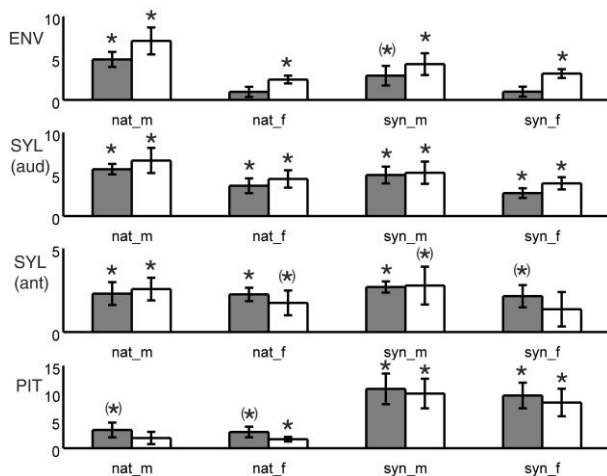 10
ENV
* * * (*) * *
0
nat_m nat_f syn_m syn_f
10
SYL
(aud)
5
* * * * * * * *
0
nat_m nat_f syn_m syn_f
5
SYL
(ant)
* * * (*) * (*) (*)
0
nat_m nat_f syn_m syn_f
15
PIT
10
5
(*) (*) * * * * *
0
nat_m nat_f syn_m syn_f